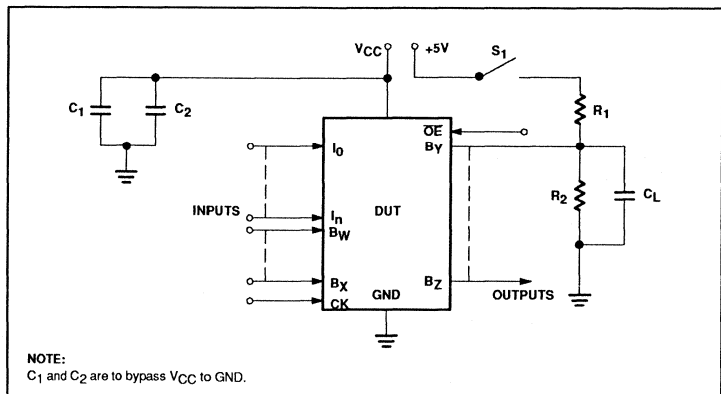 VCC +5V S1
C1 C2 R1
OE
I0 BY
R2 CL
INPUTS In DUT
BW
BX GND BZ
CK OUTPUTS
NOTE:
C1 and C2 are to bypass VCC to GND.